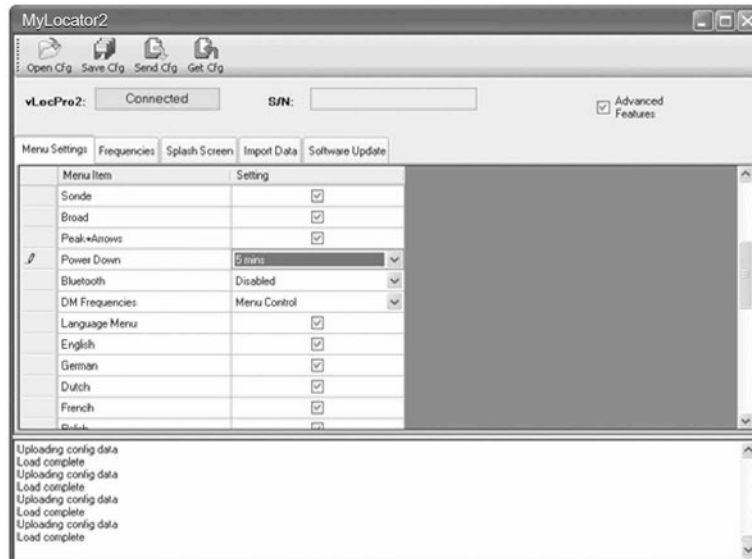 MyLocator2
Open Cfg Save Cfg Send Cfg Get Cfg
vLocPro2: Connected S/N: Advanced Features
Menu Settings Frequencies Splash Screen Import Data Software Update
Menu Item Setting
Sonde
Broad
Peak+Arrows
Power Down 5 mins
Bluetooth Disabled
DM Frequencies Menu Control
Language Menu
English
German
Dutch
French
Polish
Uploading config data
Load complete
Uploading config data
Load complete
Uploading config data
Load complete
Uploading config data
Load complete